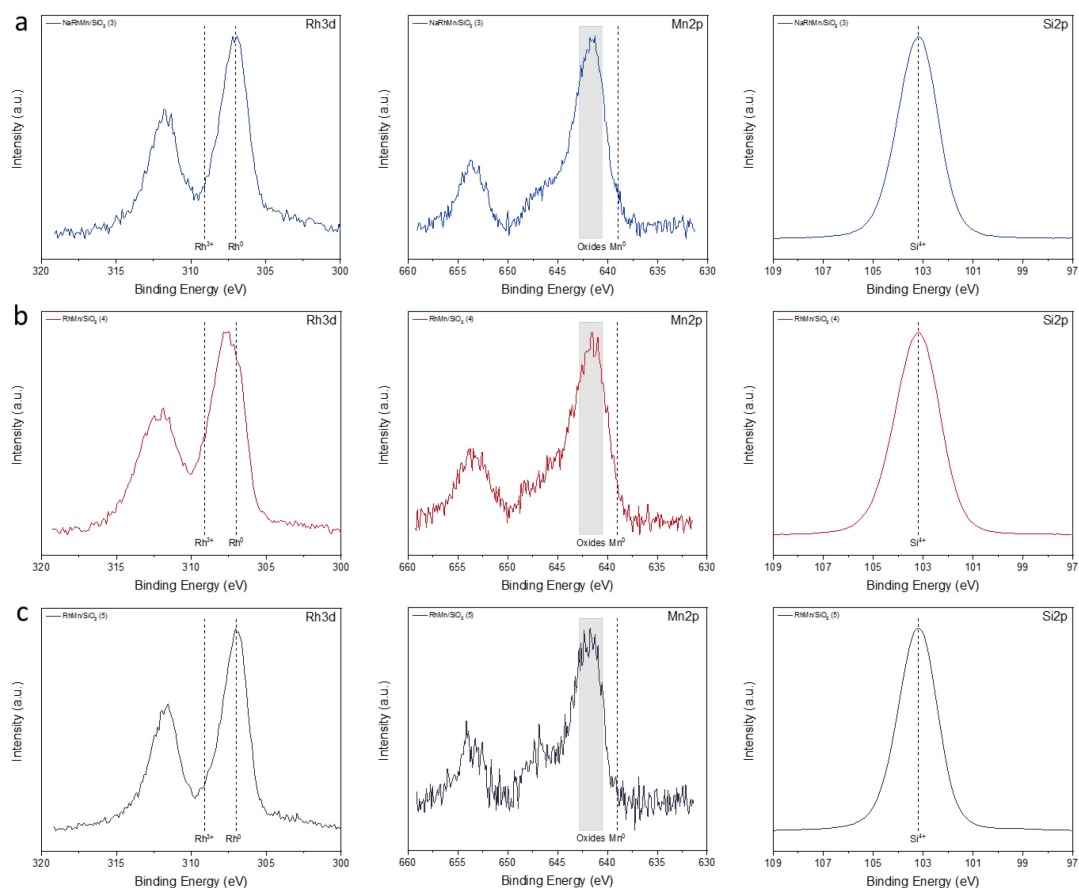 a
NaRhMn/SiO₂ (3)
Rh3d
Intensity (a.u.)
Rh³⁺ Rh⁰
320 315 310 305 300
Binding Energy (eV)
NaRhMn/SiO₂ (3)
Mn2p
Intensity (a.u.)
Oxides Mn⁰
660 655 650 645 640 635 630
Binding Energy (eV)
NaRhMn/SiO₂ (3)
Si2p
Intensity (a.u.)
Si⁴⁺
109 107 105 103 101 99 97
Binding Energy (eV)
b
RhMn/SiO₂ (4)
Rh3d
Intensity (a.u.)
Rh³⁺ Rh⁰
320 315 310 305 300
Binding Energy (eV)
RhMn/SiO₂ (4)
Mn2p
Intensity (a.u.)
Oxides Mn⁰
660 655 650 645 640 635 630
Binding Energy (eV)
RhMn/SiO₂ (4)
Si2p
Intensity (a.u.)
Si⁴⁺
109 107 105 103 101 99 97
Binding Energy (eV)
c
RhMn/SiO₂ (5)
Rh3d
Intensity (a.u.)
Rh³⁺ Rh⁰
320 315 310 305 300
Binding Energy (eV)
RhMn/SiO₂ (5)
Mn2p
Intensity (a.u.)
Oxides Mn⁰
660 655 650 645 640 635 630
Binding Energy (eV)
RhMn/SiO₂ (5)
Si2p
Intensity (a.u.)
Si⁴⁺
109 107 105 103 101 99 97
Binding Energy (eV)